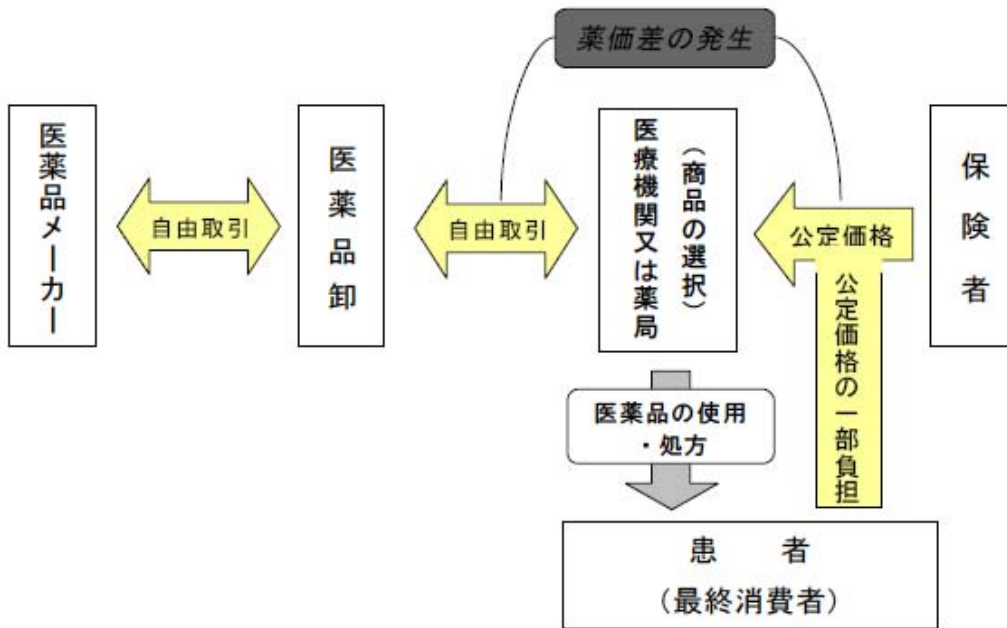 薬価差の発生
医薬品メーカー
自由取引
医薬品卸
自由取引
医療機関又は薬局
（商品の選択）
公定価格
保険者
公定価格の一部負担
医薬品の使用
・処方
患　　者
（最終消費者）